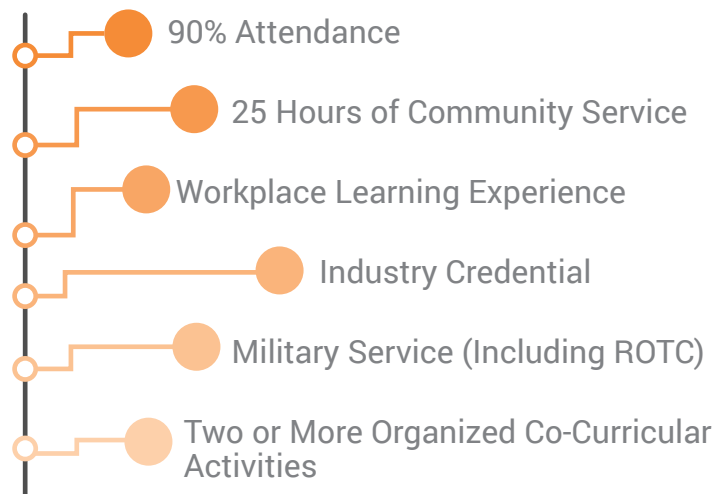 90% Attendance
25 Hours of Community Service
Workplace Learning Experience
Industry Credential
Military Service (Including ROTC)
Two or More Organized Co-Curricular
Activities